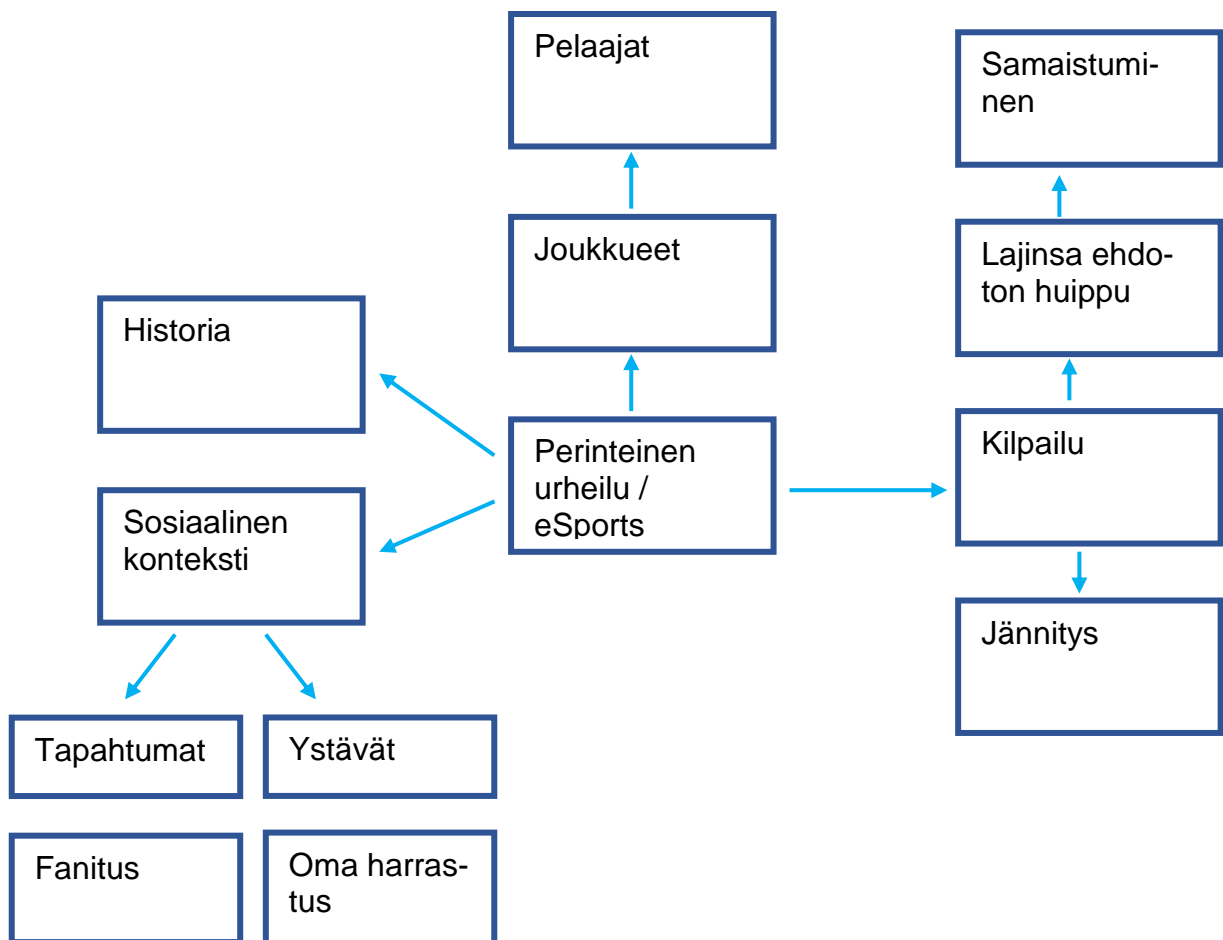 Pelaajat
Samaistumi-
nen
Joukkueet
Lajinsa ehdo-
ton huippu
Historia
Perinteinen
urheilu /
eSports
Kilpailu
Sosiaalinen
konteksti
Jännitys
Tapahtumat
Ystävät
Fanitus
Oma harras-
tus